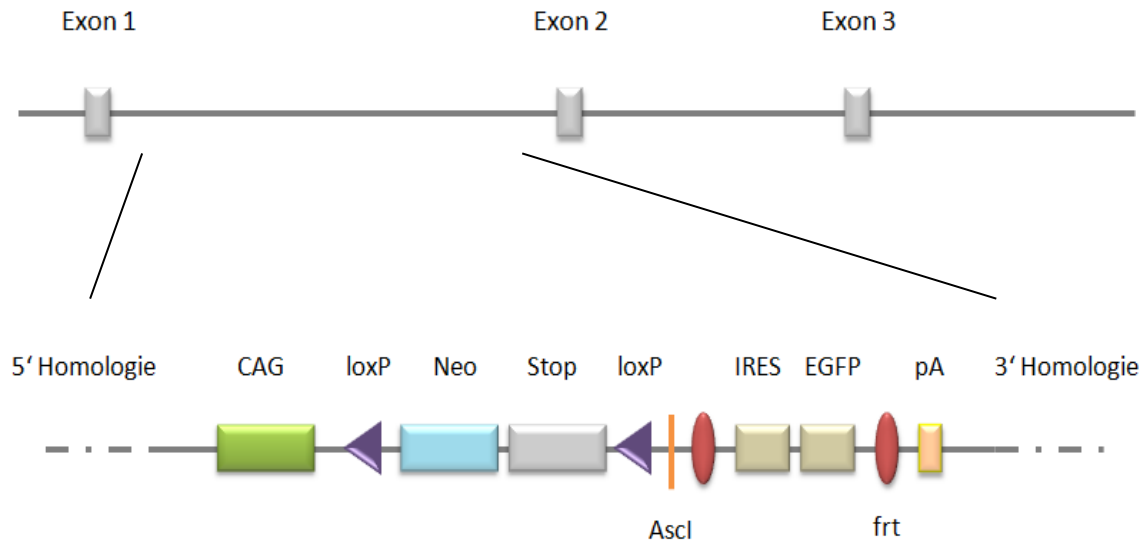 Exon 1 Exon 2 Exon 3
5‘ Homologie CAG loxP Neo Stop loxP IRES EGFP pA 3‘ Homologie
AscI frt